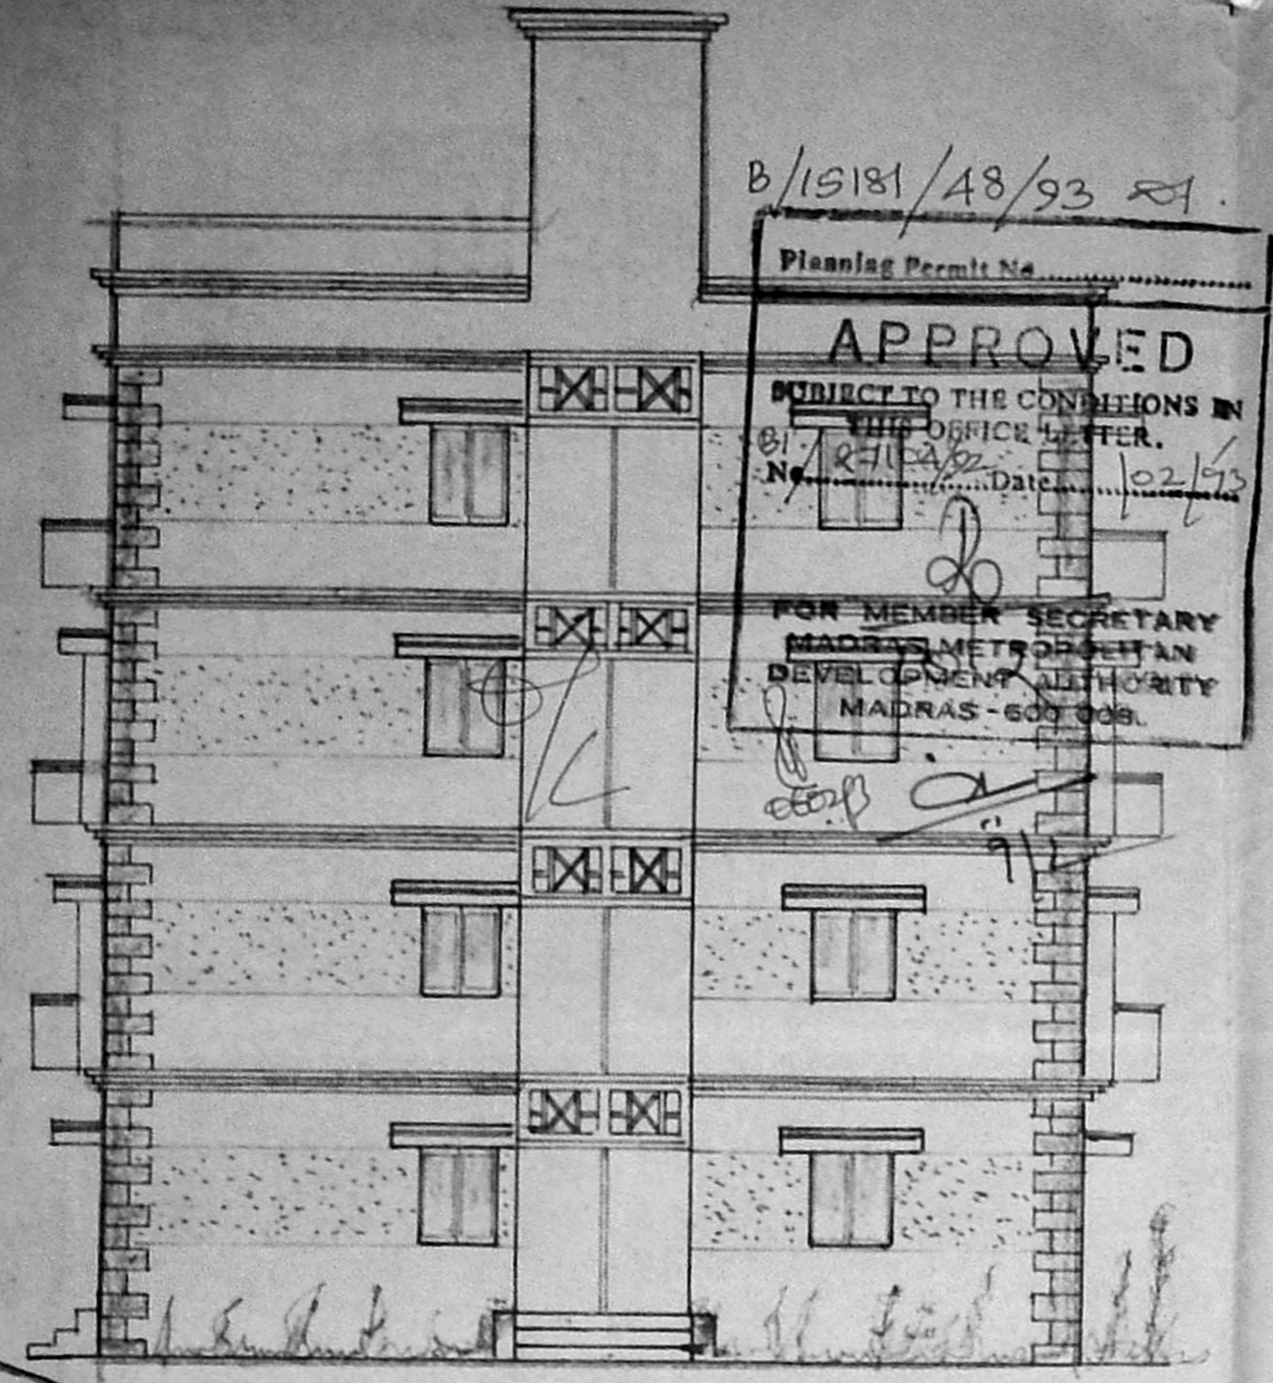 B/15181/48/93
Planning Permit No..............................
APPROVED
SUBJECT TO THE CONDITIONS IN
THIS OFFICE LETTER.
No......................Date........../02/93
FOR MEMBER SECRETARY
MADRAS METROPOLITAN
DEVELOPMENT AUTHORITY
MADRAS - 600 008.